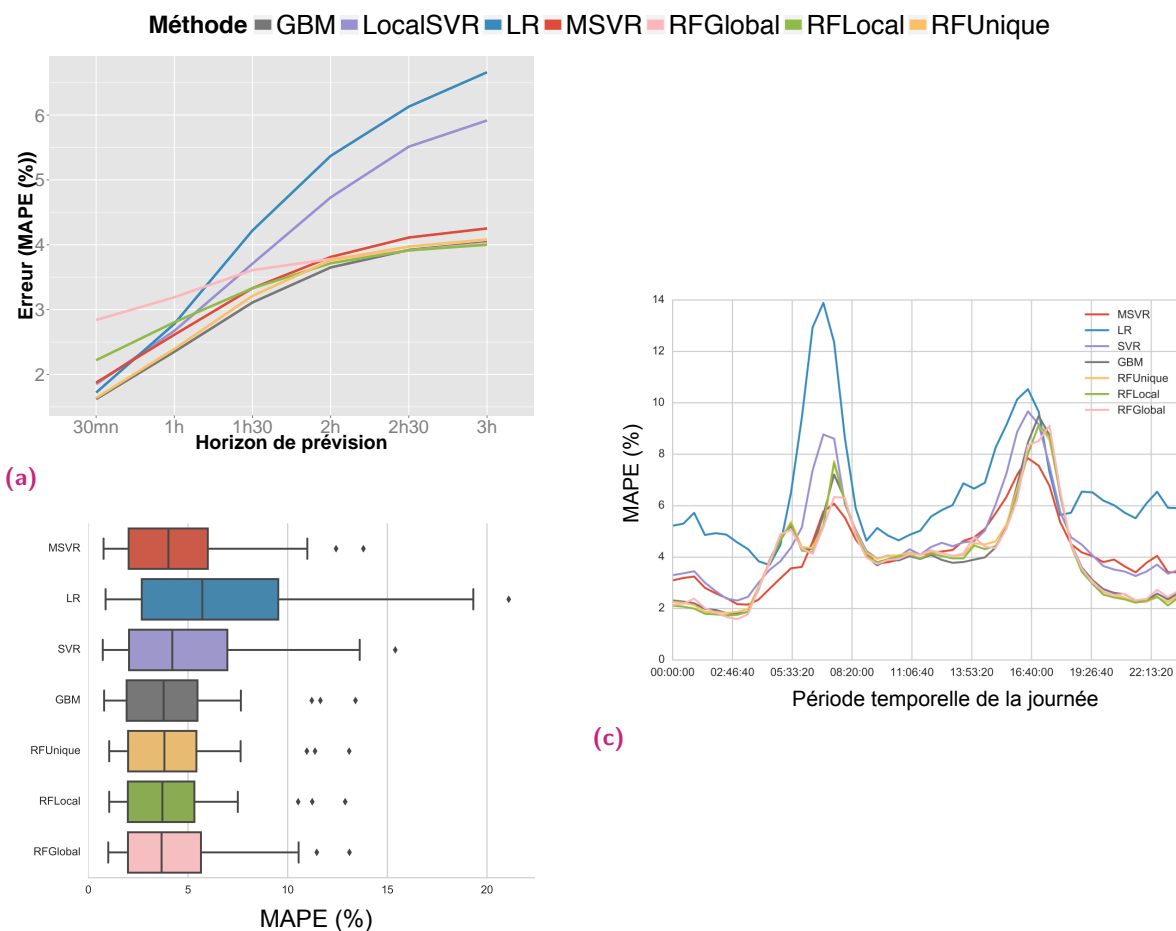 Méthode GBM LocalSVR LR MSVR RFGlobal RFLocal RFUnique
Erreur (MAPE (%))
6
5
4
3
2
30mn 1h 1h30 2h 2h30 3h
Horizon de prévision
(a)
MSVR
LR
SVR
GBM
RFUnique
RFLocal
RFGlobal
0 5 10 15 20
MAPE (%)
MAPE (%)
14
12
10
8
6
4
2
0
MSVR
LR
SVR
GBM
RFUnique
RFLocal
RFGlobal
00:00:00 02:46:40 05:33:20 08:20:00 11:06:40 13:53:20 16:40:00 19:26:40 22:13:20
Période temporelle de la journée
(c)